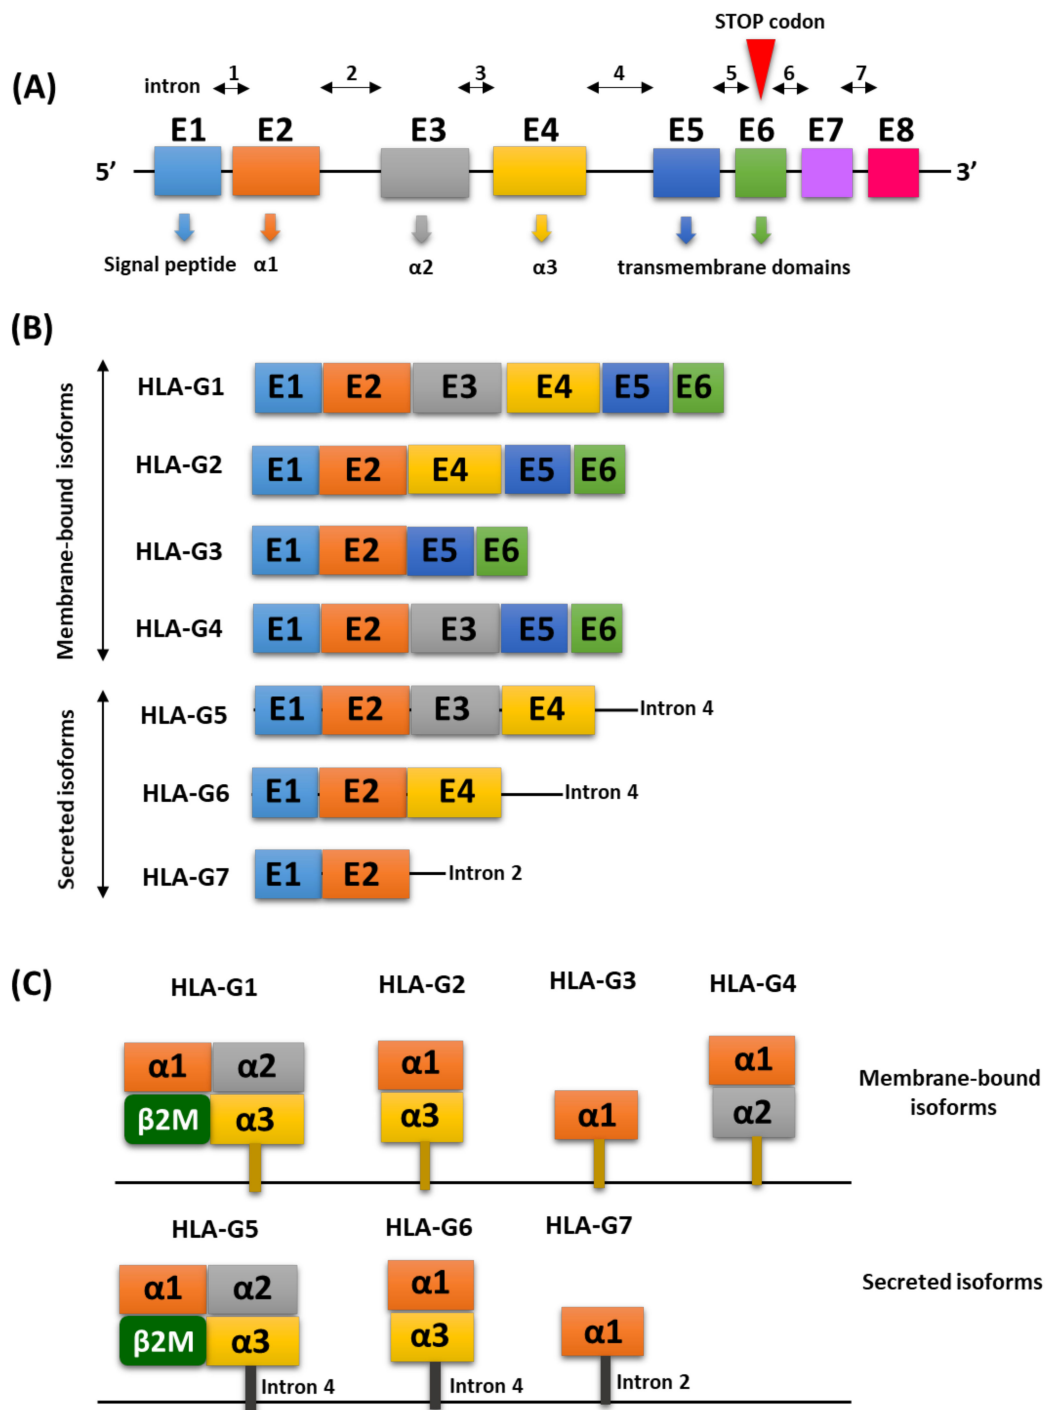 STOP codon
(A)
intron 1 2 3 4 5 6 7
E1 E2 E3 E4 E5 E6 E7 E8
5’ 3’
Signal peptide α1 α2 α3 transmembrane domains
(B)
Membrane-bound isoforms
HLA-G1 E1 E2 E3 E4 E5 E6
HLA-G2 E1 E2 E4 E5 E6
HLA-G3 E1 E2 E5 E6
HLA-G4 E1 E2 E3 E5 E6
Secreted isoforms
HLA-G5 E1 E2 E3 E4 Intron 4
HLA-G6 E1 E2 E4 Intron 4
HLA-G7 E1 E2 Intron 2
(C)
HLA-G1 HLA-G2 HLA-G3 HLA-G4
α1 α2 α1 α1
β2M α3 α3 α1 α2
Membrane-bound
isoforms
HLA-G5 HLA-G6 HLA-G7
α1 α2 α1
β2M α3 α3 α1
Secreted isoforms
Intron 4 Intron 4 Intron 2